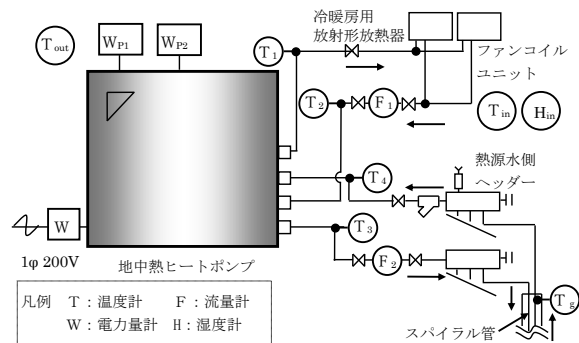 冷暖房用
放射形放熱器
ファンコイル
ユニット
Tout
WP1
WP2
T1
T2
F1
Tin
Hin
熱源水側
ヘッダー
T4
T3
F2
W
1φ 200V
地中熱ヒートポンプ
Tg
スパイラル管
凡例 T：温度計 F：流量計
W：電力量計 H：湿度計